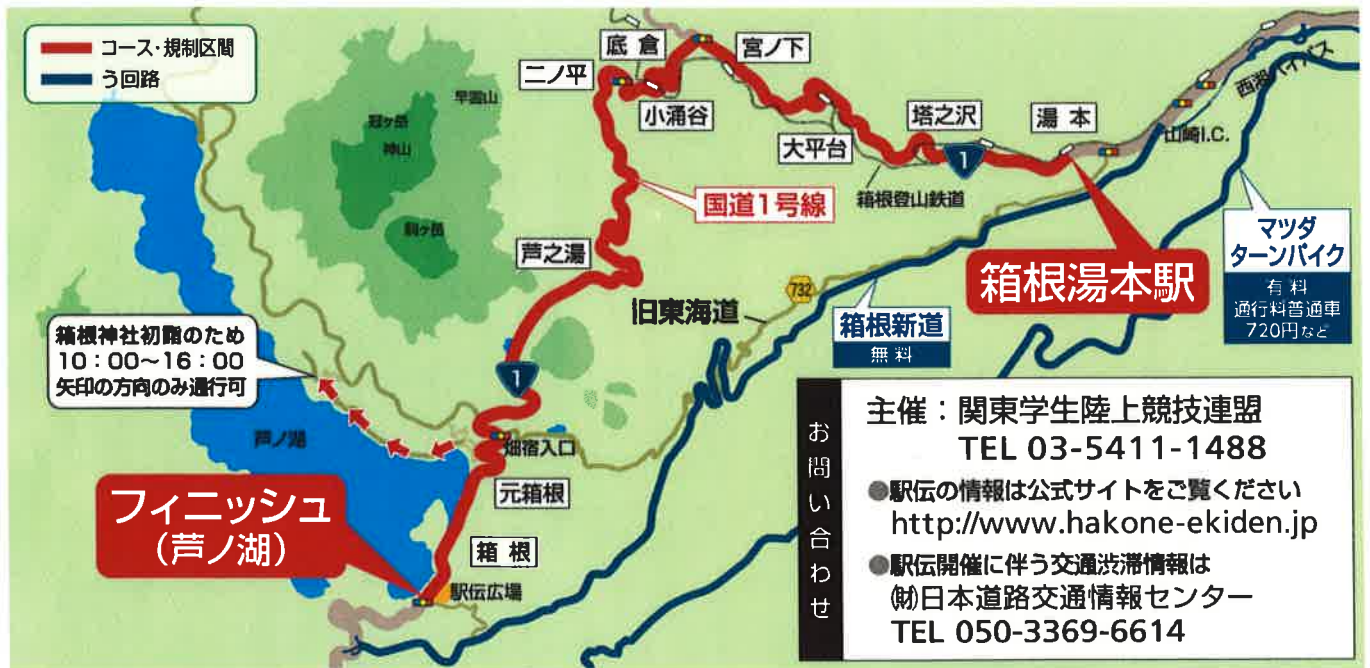 コース・規制区間
う回路
底倉
宮ノ下
二ノ平
小涌谷
大平台
塔之沢
湯本
西湘バイパス
山崎I.C.
早雲山
冠ヶ岳
神山
駒ヶ岳
1
箱根登山鉄道
国道1号線
芦之湯
箱根湯本駅
マツダ
ターンパイク
有料
通行料普通車
720円など
732
旧東海道
箱根新道
無料
箱根神社初詣のため
10:00~16:00
矢印の方向のみ通行可
1
芦ノ湖
畑宿入口
元箱根
フィニッシュ
(芦ノ湖)
箱根
駅伝広場
お問い合わせ
主催:関東学生陸上競技連盟
TEL 03-5411-1488
●駅伝の情報は公式サイトをご覧ください
http://www.hakone-ekiden.jp
●駅伝開催に伴う交通渋滞情報は
㈶日本道路交通情報センター
TEL 050-3369-6614